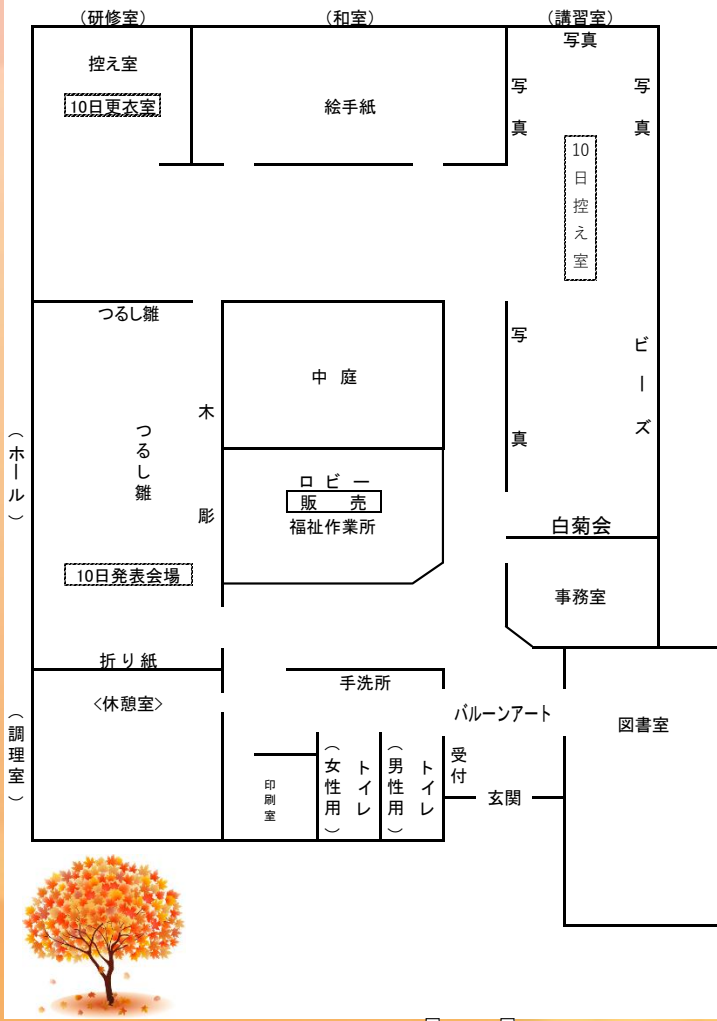 （研修室）
（和室）
（講習室）
控え室
10日更衣室
絵手紙
写真
写真
写真
10日控え室
つるし雛
中庭
写真
ビーズ
木彫
つるし雛
（ホール）
ロビー
販売
福祉作業所
白菊会
10日発表会場
事務室
折り紙
手洗所
<休憩室>
（調理室）
バルーンアート
図書室
受付
玄関
印刷室
トイレ
（女性用）
トイレ
（男性用）